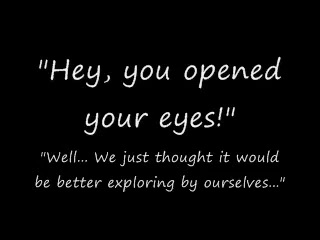 "Hey, you opened
your eyes!"
"Well... We just thought it would
be better exploring by ourselves..."